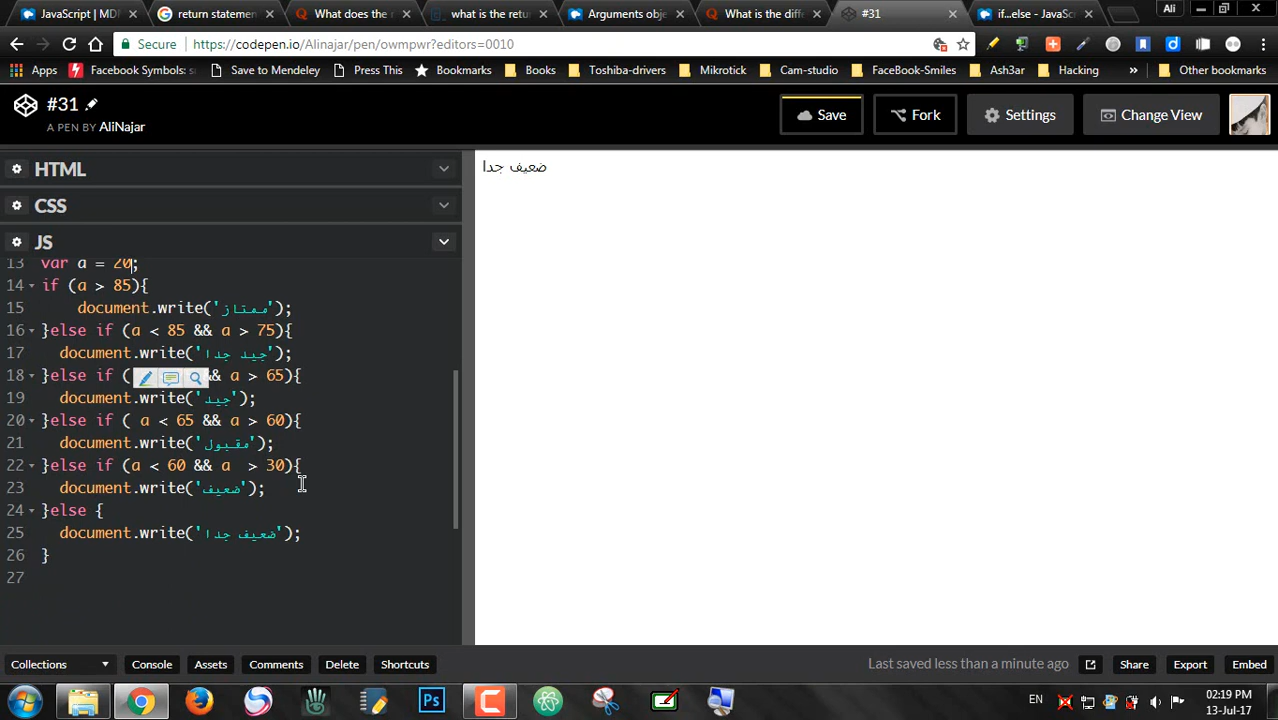 JavaScript | MDN
return statemen
What does the r
what is the retu
Arguments obje
What is the diffe
#31
if...else - JavaScri
Ali
Secure
https://codepen.io/Alinajar/pen/owmpwr?editors=0010
Apps
Facebook Symbols: s
Save to Mendeley
Press This
Bookmarks
Books
Toshiba-drivers
Mikrotick
Cam-studio
FaceBook-Smiles
Ash3ar
Hacking
»
Other bookmarks
#31
A PEN BY AliNajar
Save
Fork
Settings
Change View
HTML
CSS
JS
13 var a = 20;
14 if (a > 85){
15 document.write('ممتاز');
16 }else if (a < 85 && a > 75){
17 document.write('جيد جدا');
18 }else if ( && a > 65){
19 document.write('جيد');
20 }else if ( a < 65 && a > 60){
21 document.write('مقبول');
22 }else if (a < 60 && a  > 30){
23 document.write('ضعيف');
24 }else {
25 document.write('ضعيف جدا');
26 }
27
ضعيف جدا
Collections
Console
Assets
Comments
Delete
Shortcuts
Last saved less than a minute ago
Share
Export
Embed
Ps
EN
02:19 PM
13-Jul-17